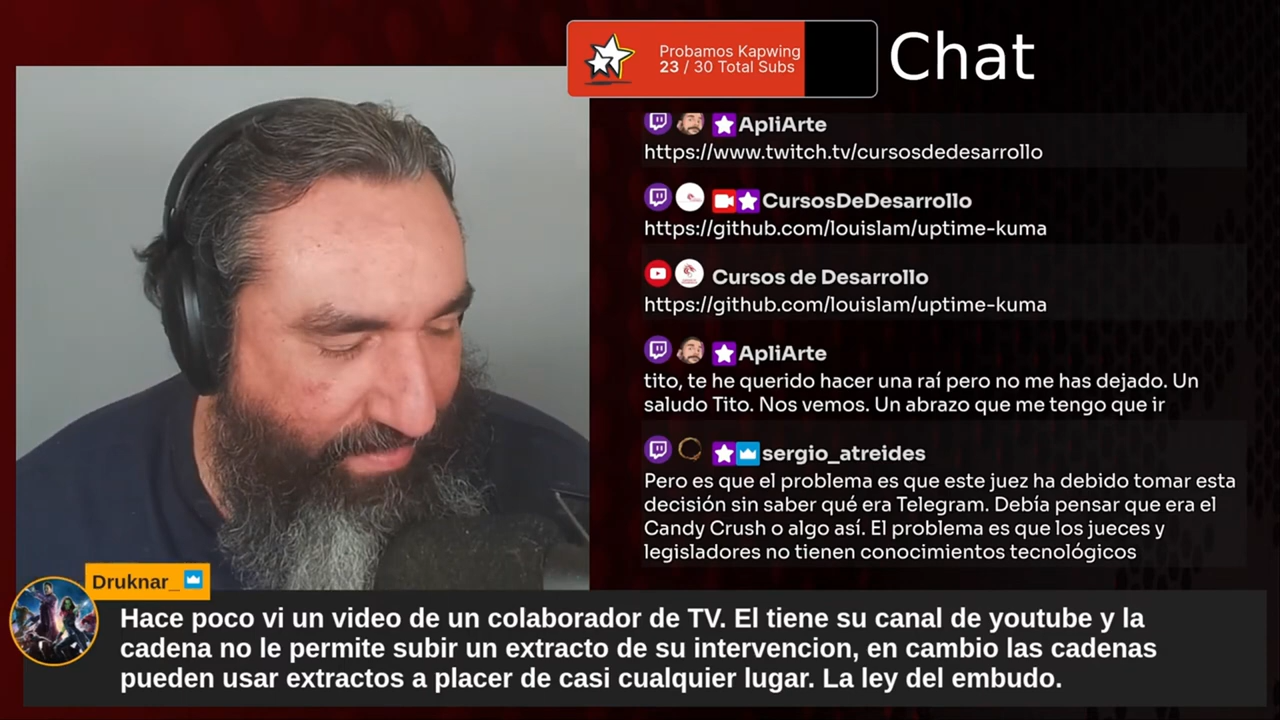 Probamos Kapwing
23 / 30 Total Subs
Chat
ApliArte
https://www.twitch.tv/cursosdedesarrollo
CursosDeDesarrollo
https://github.com/louislam/uptime-kuma
Cursos de Desarrollo
https://github.com/louislam/uptime-kuma
ApliArte
tito, te he querido hacer una raí pero no me has dejado. Un
saludo Tito. Nos vemos. Un abrazo que me tengo que ir
sergio_atreides
Pero es que el problema es que este juez ha debido tomar esta
decisión sin saber qué era Telegram. Debía pensar que era el
Candy Crush o algo así. El problema es que los jueces y
legisladores no tienen conocimientos tecnológicos
Druknar_
Hace poco vi un video de un colaborador de TV. El tiene su canal de youtube y la
cadena no le permite subir un extracto de su intervencion, en cambio las cadenas
pueden usar extractos a placer de casi cualquier lugar. La ley del embudo.